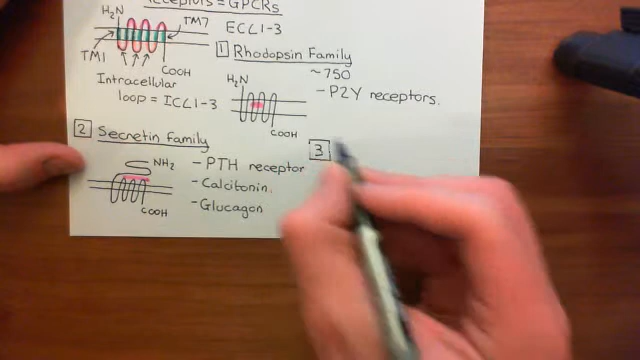 Receptors = GPCRs
H₂N
TM7
ECL1-3
TM1
COOH
Intracellular
loop = ICL1-3
1 Rhodopsin Family
~750
H₂N
- P2Y receptors.
COOH
2 Secretin Family
NH₂
COOH
- PTH receptor
- Calcitonin
- Glucagon
3